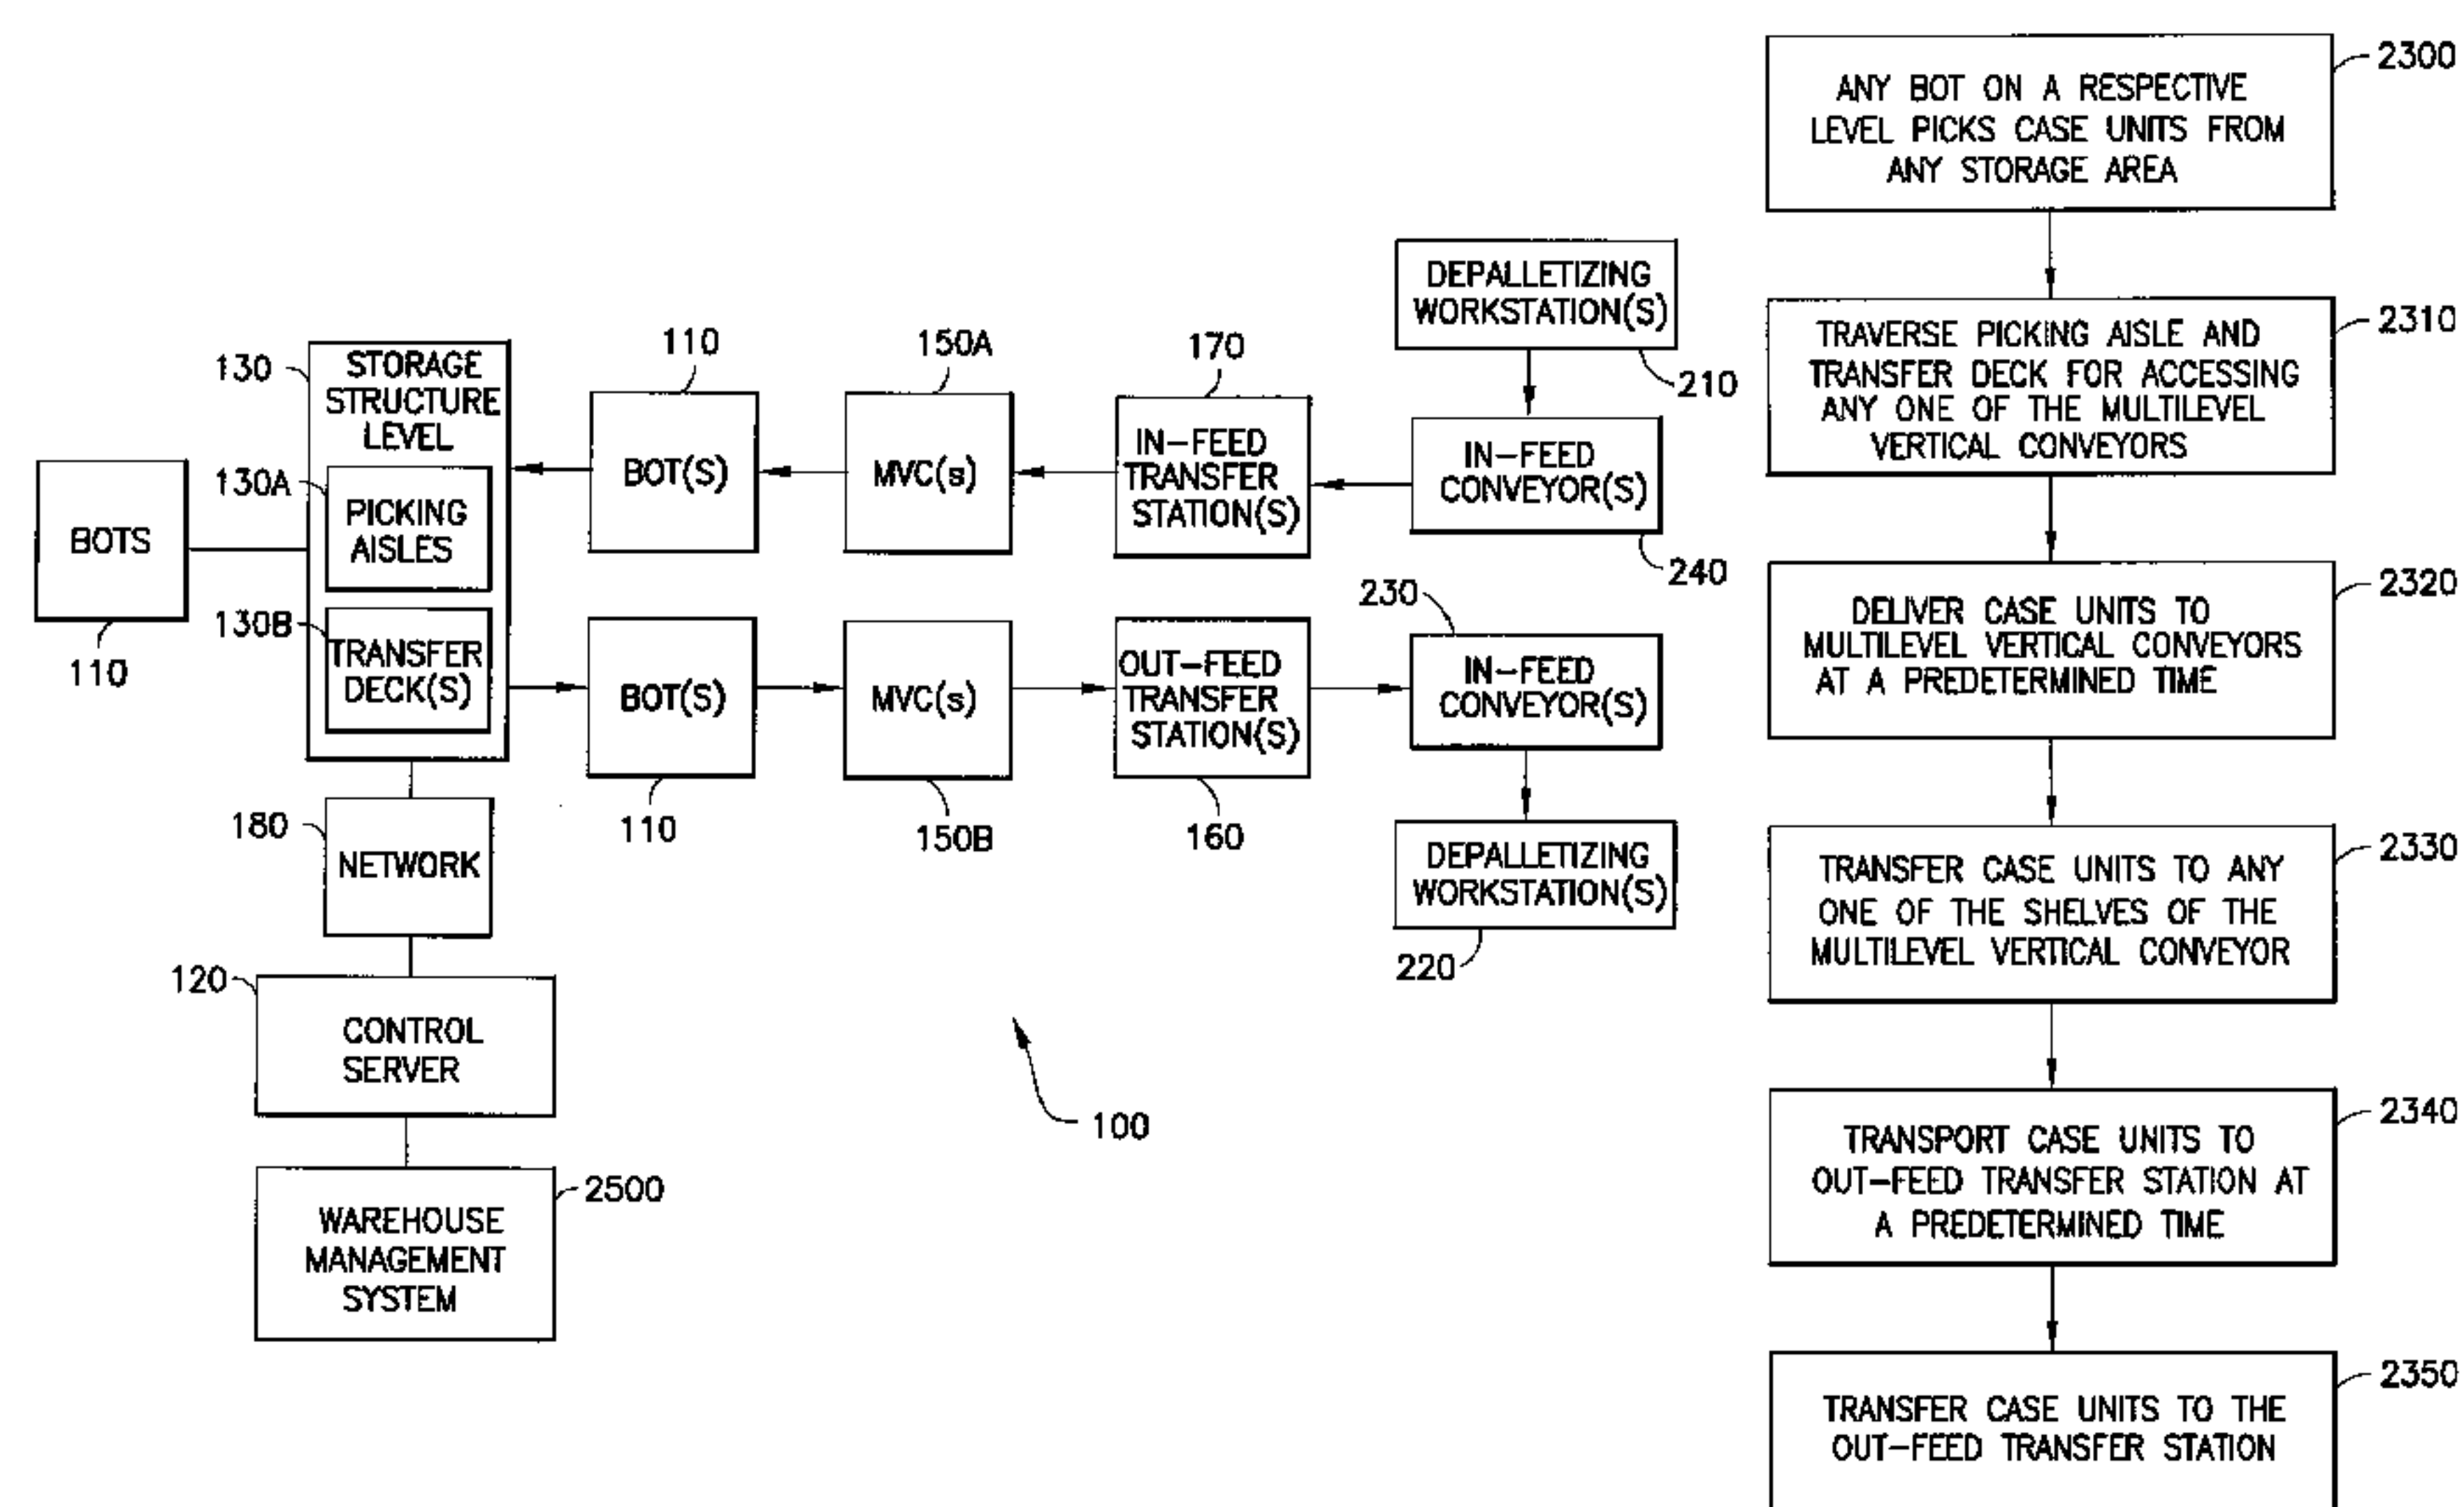 130
STORAGE
STRUCTURE
LEVEL
130A
PICKING
AISLES
130B
TRANSFER
DECK(S)
BOTS
110
110
BOT(S)
150A
MVC(s)
170
IN-FEED
TRANSFER
STATION(S)
DEPALLETIZING
WORKSTATION(S)
210
IN-FEED
CONVEYOR(S)
240
BOT(S)
110
MVC(s)
150B
OUT-FEED
TRANSFER
STATION(S)
160
230
IN-FEED
CONVEYOR(S)
DEPALLETIZING
WORKSTATION(S)
220
180
NETWORK
120
CONTROL
SERVER
2500
WAREHOUSE
MANAGEMENT
SYSTEM
100
2300
ANY BOT ON A RESPECTIVE
LEVEL PICKS CASE UNITS FROM
ANY STORAGE AREA
2310
TRAVERSE PICKING AISLE AND
TRANSFER DECK FOR ACCESSING
ANY ONE OF THE MULTILEVEL
VERTICAL CONVEYORS
2320
DELIVER CASE UNITS TO
MULTILEVEL VERTICAL CONVEYORS
AT A PREDETERMINED TIME
2330
TRANSFER CASE UNITS TO ANY
ONE OF THE SHELVES OF THE
MULTILEVEL VERTICAL CONVEYOR
2340
TRANSPORT CASE UNITS TO
OUT-FEED TRANSFER STATION AT
A PREDETERMINED TIME
2350
TRANSFER CASE UNITS TO THE
OUT-FEED TRANSFER STATION